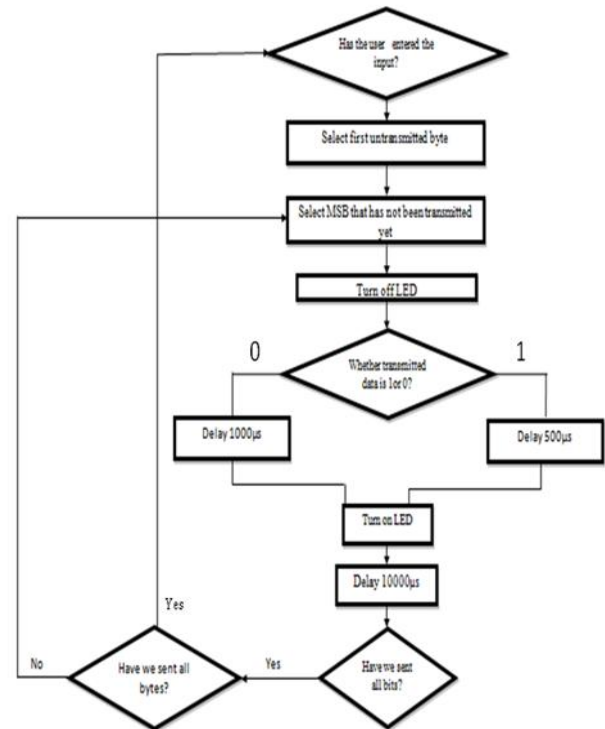 Has the user entered the
input?
Select first untransmitted byte
Select MSB that has not been transmitted
yet
Turn off LED
0
1
Whether transmitted
data is 1or 0?
Delay 1000µs
Delay 500µs
Turn on LED
Delay 10000µs
Yes
No
Have we sent all
bytes?
Yes
Have we sent
all bits?